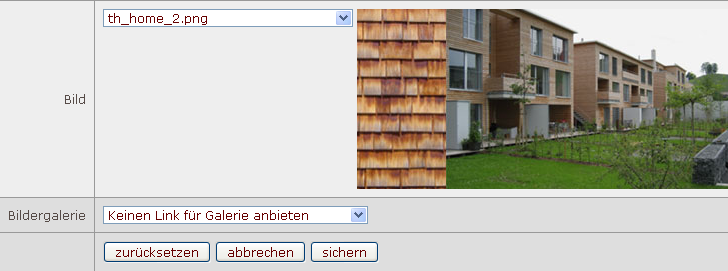 th_home_2.png
Bild
Bildergalerie Keinen Link für Galerie anbieten
zurücksetzen abbrechen sichern